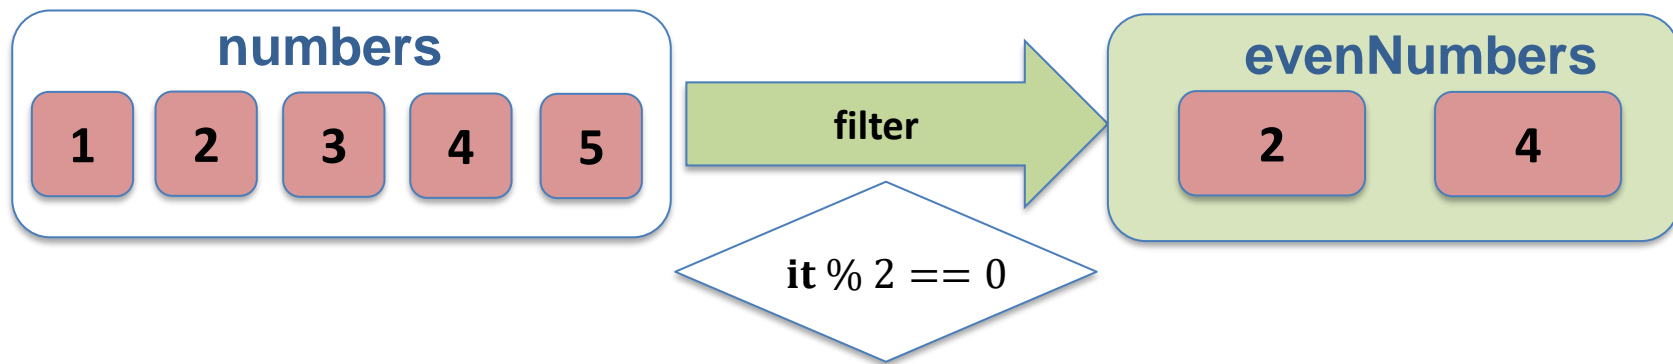 numbers
1 2 3 4 5
filter
it % 2 == 0
evenNumbers
2 4